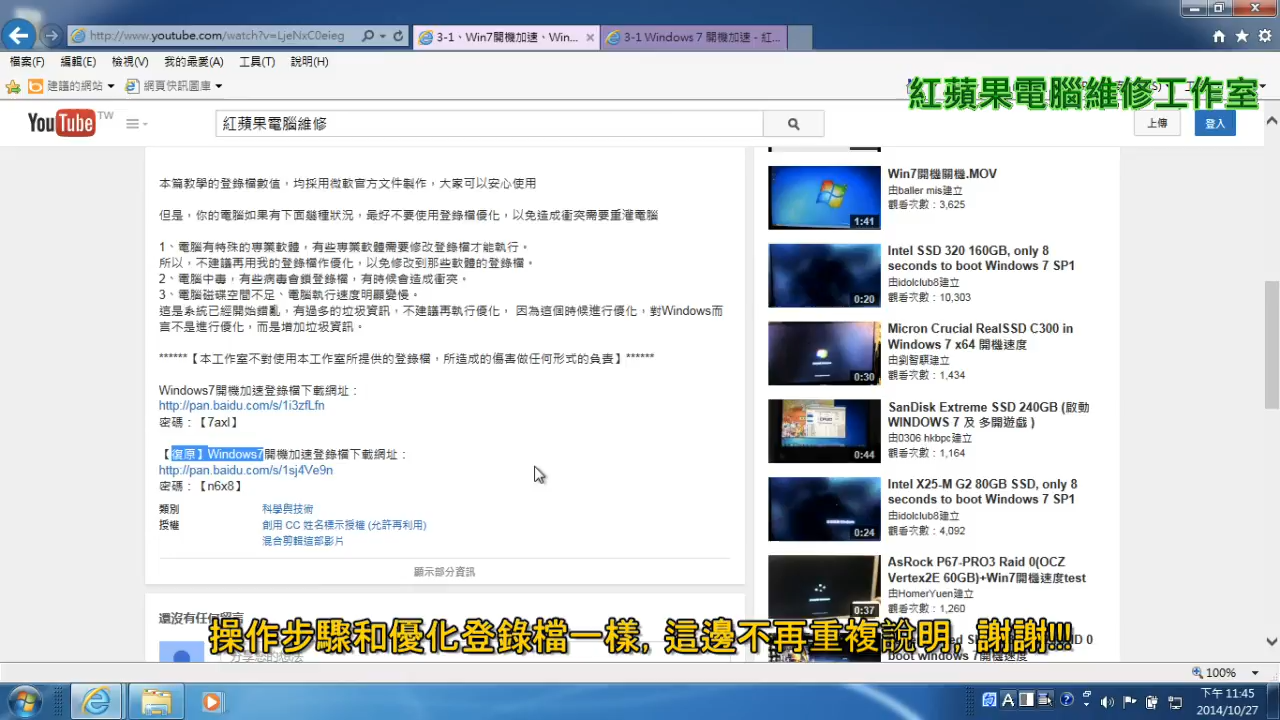 http://www.youtube.com/watch?v=LjeNxC0eieg
3-1、Win7開機加速、Win...
3-1 Windows 7 開機加速 - 紅...
檔案(F) 編輯(E) 檢視(V) 我的最愛(A) 工具(T) 說明(H)
建議的網站 網頁快訊圖庫
紅蘋果電腦維修工作室
YouTube TW
紅蘋果電腦維修
上傳
登入
本篇教學的登錄檔數值，均採用微軟官方文件製作，大家可以安心使用
但是，你的電腦如果有下面幾種狀況，最好不要使用登錄檔優化，以免造成衝突需要重灌電腦
1、電腦有特殊的專業軟體，有些專業軟體需要修改登錄檔才能執行。
所以，不建議再用我的登錄檔作優化，以免修改到那些軟體的登錄檔。
2、電腦中毒，有些病毒會鎖登錄檔，有時候會造成衝突。
3、電腦磁碟空間不足、電腦執行速度明顯變慢。
這是系統已經開始錯亂，有過多的垃圾資訊，不建議再執行優化， 因為這個時候進行優化，對Windows而
言不是進行優化，而是增加垃圾資訊。
******【本工作室不對使用本工作室所提供的登錄檔，所造成的傷害做任何形式的負責】******
Windows7開機加速登錄檔下載網址：
http://pan.baidu.com/s/1i3zfLfn
密碼：【7axl】
【復原】Windows7開機加速登錄檔下載網址：
http://pan.baidu.com/s/1sj4Ve9n
密碼：【n6x8】
類別 科學與技術
授權 創用 CC 姓名標示授權 (允許再利用)
混合剪輯這部影片
顯示部分資訊
還沒有任何留言
分享您的想法
Win7開機關機.MOV
由baller mis建立
觀看次數：3,625
1:41
Intel SSD 320 160GB, only 8
seconds to boot Windows 7 SP1
由idolclub8建立
觀看次數：10,303
0:20
Micron Crucial RealSSD C300 in
Windows 7 x64 開機速度
由劉智騏建立
觀看次數：1,434
0:30
SanDisk Extreme SSD 240GB (啟動
WINDOWS 7 及 多開遊戲 )
由0306 hkbpc建立
觀看次數：1,164
0:44
Intel X25-M G2 80GB SSD, only 8
seconds to boot Windows 7 SP1
由idolclub8建立
觀看次數：4,092
0:24
AsRock P67-PRO3 Raid 0(OCZ
Vertex2E 60GB)+Win7開機速度test
由HomerYuen建立
觀看次數：1,260
0:37
boot windows 7開機速度
操作步驟和優化登錄檔一樣, 這邊不再重複說明, 謝謝!!!
100%
下午 11:45
2014/10/27